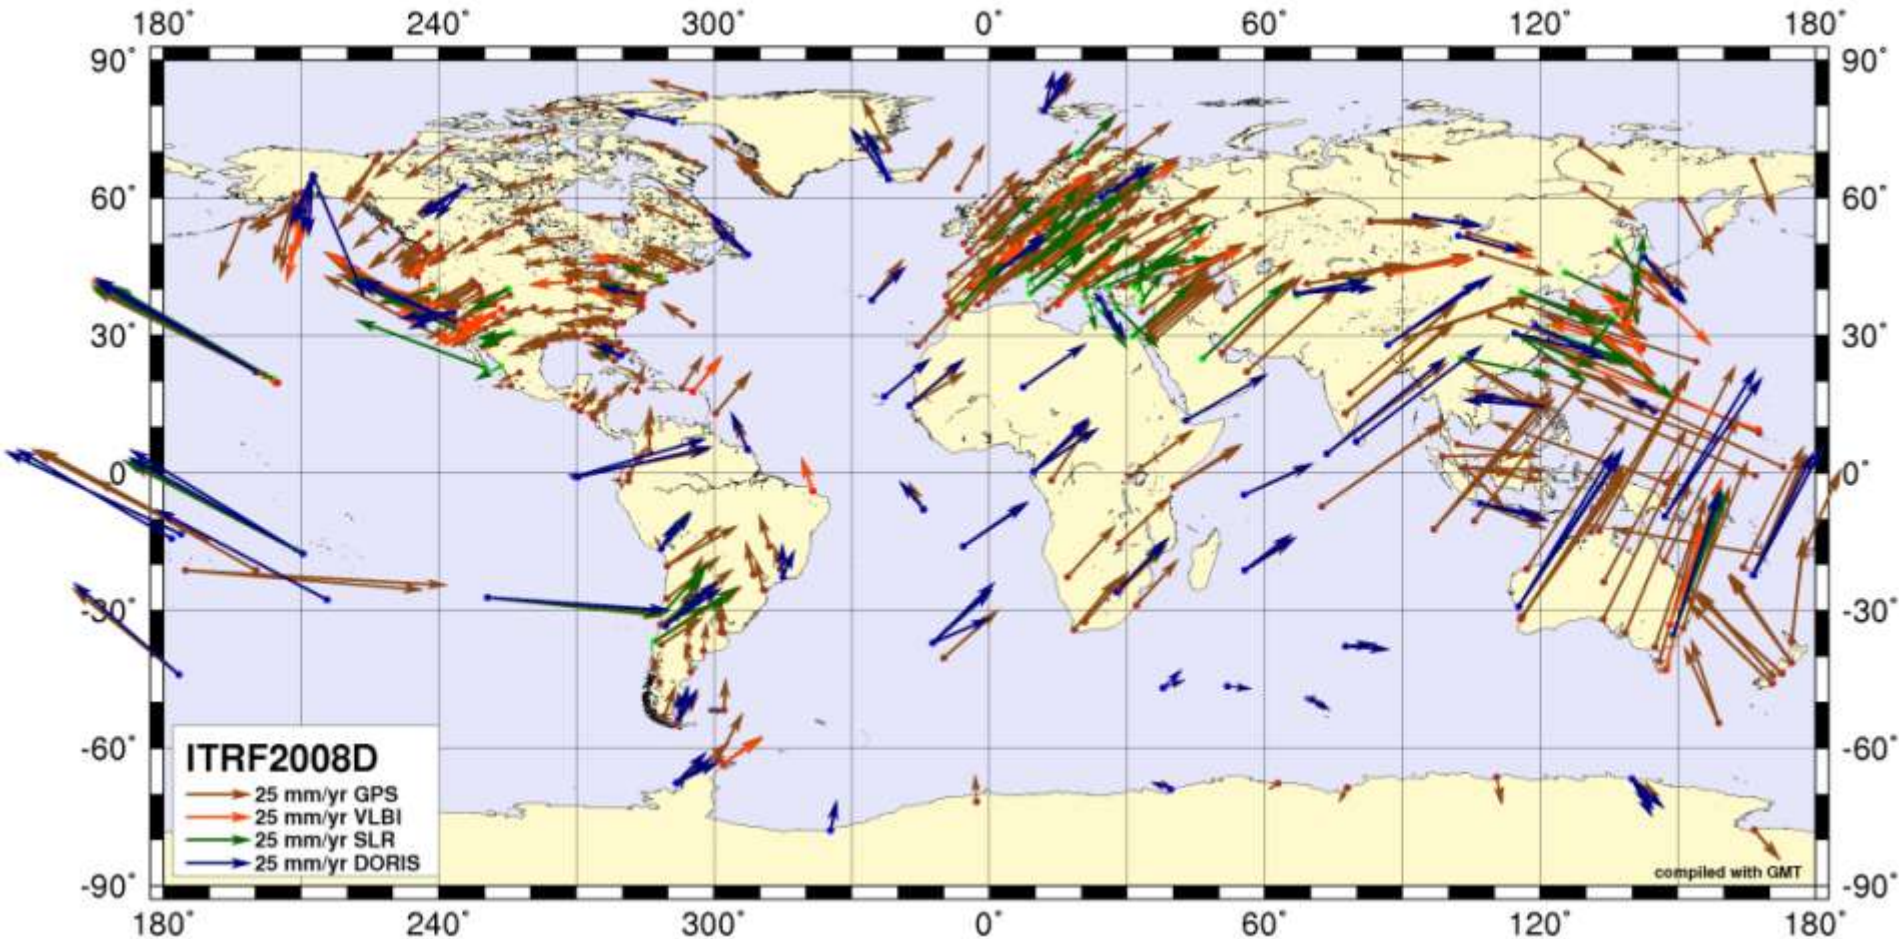 180° 240° 300° 0° 60° 120° 180°
90° 90°
60° 60°
30° 30°
0° 0°
-30° -30°
-60° -60°
ITRF2008D
25 mm/yr GPS
25 mm/yr VLBI
25 mm/yr SLR
25 mm/yr DORIS
compiled with GMT
-90° -90°
180° 240° 300° 0° 60° 120° 180°